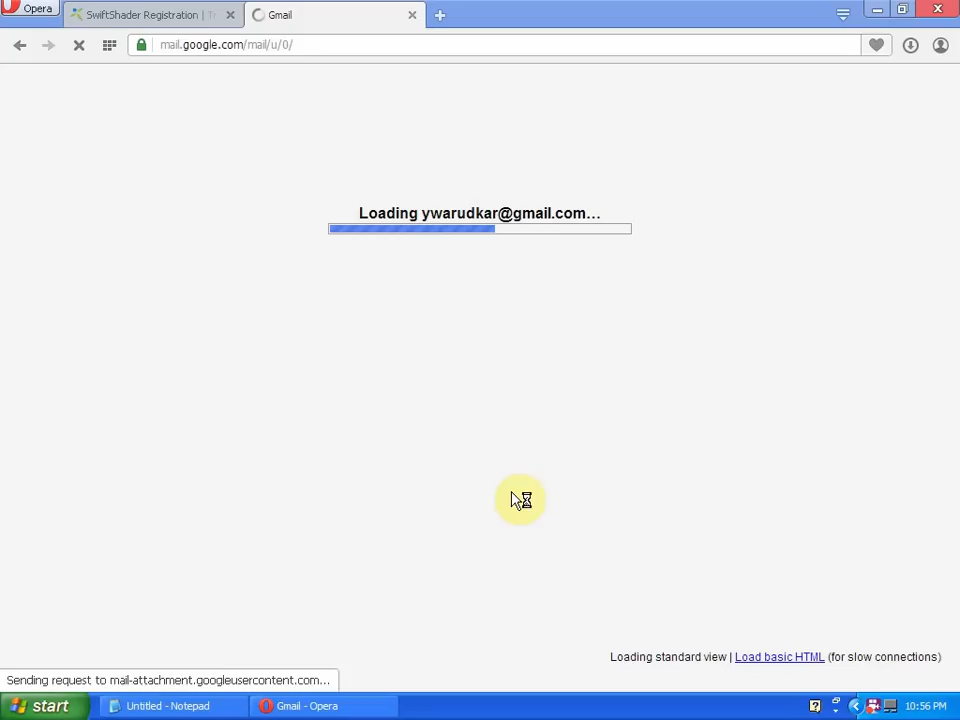 Opera
SwiftShader Registration | Tr
Gmail
mail.google.com/mail/u/0/
Loading ywarudkar@gmail.com…
Loading standard view | Load basic HTML (for slow connections)
Sending request to mail-attachment.googleusercontent.com...
start
Untitled - Notepad
Gmail - Opera
10:56 PM